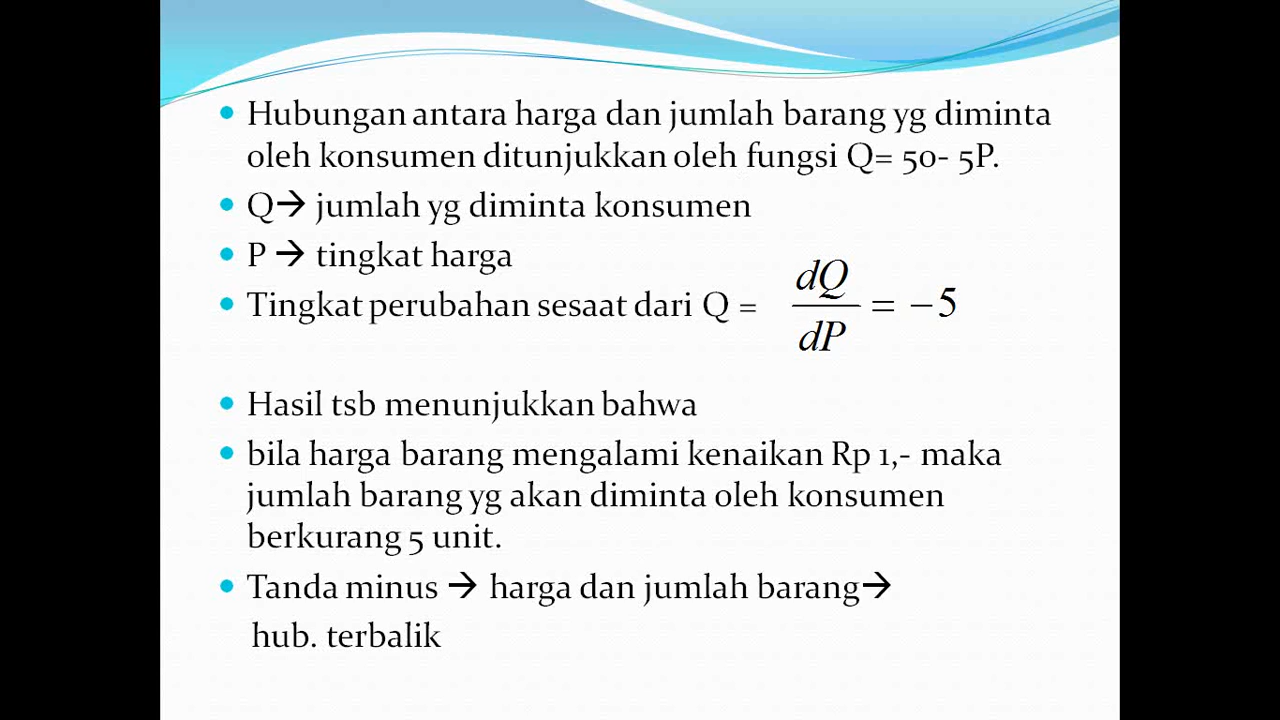 • Hubungan antara harga dan jumlah barang yg diminta
oleh konsumen ditunjukkan oleh fungsi Q= 50- 5P.
• Q→ jumlah yg diminta konsumen
• P → tingkat harga
• Tingkat perubahan sesaat dari Q = dQ/dP = −5
• Hasil tsb menunjukkan bahwa
• bila harga barang mengalami kenaikan Rp 1,- maka
jumlah barang yg akan diminta oleh konsumen
berkurang 5 unit.
• Tanda minus → harga dan jumlah barang→
hub. terbalik